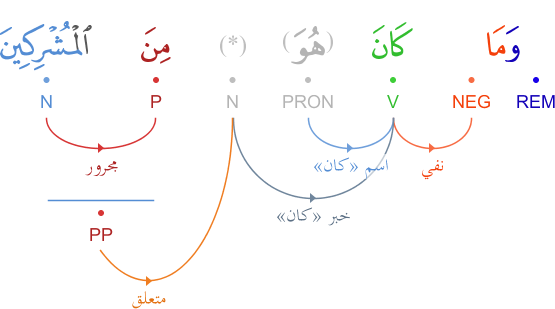 وَمَا كَانَ (هُوَ) (*) مِنَ ٱلْمُشْرِكِينَ
REM NEG V PRON N P N
نفي اسم «كان» مجرور
خبر «كان»
PP
متعلق